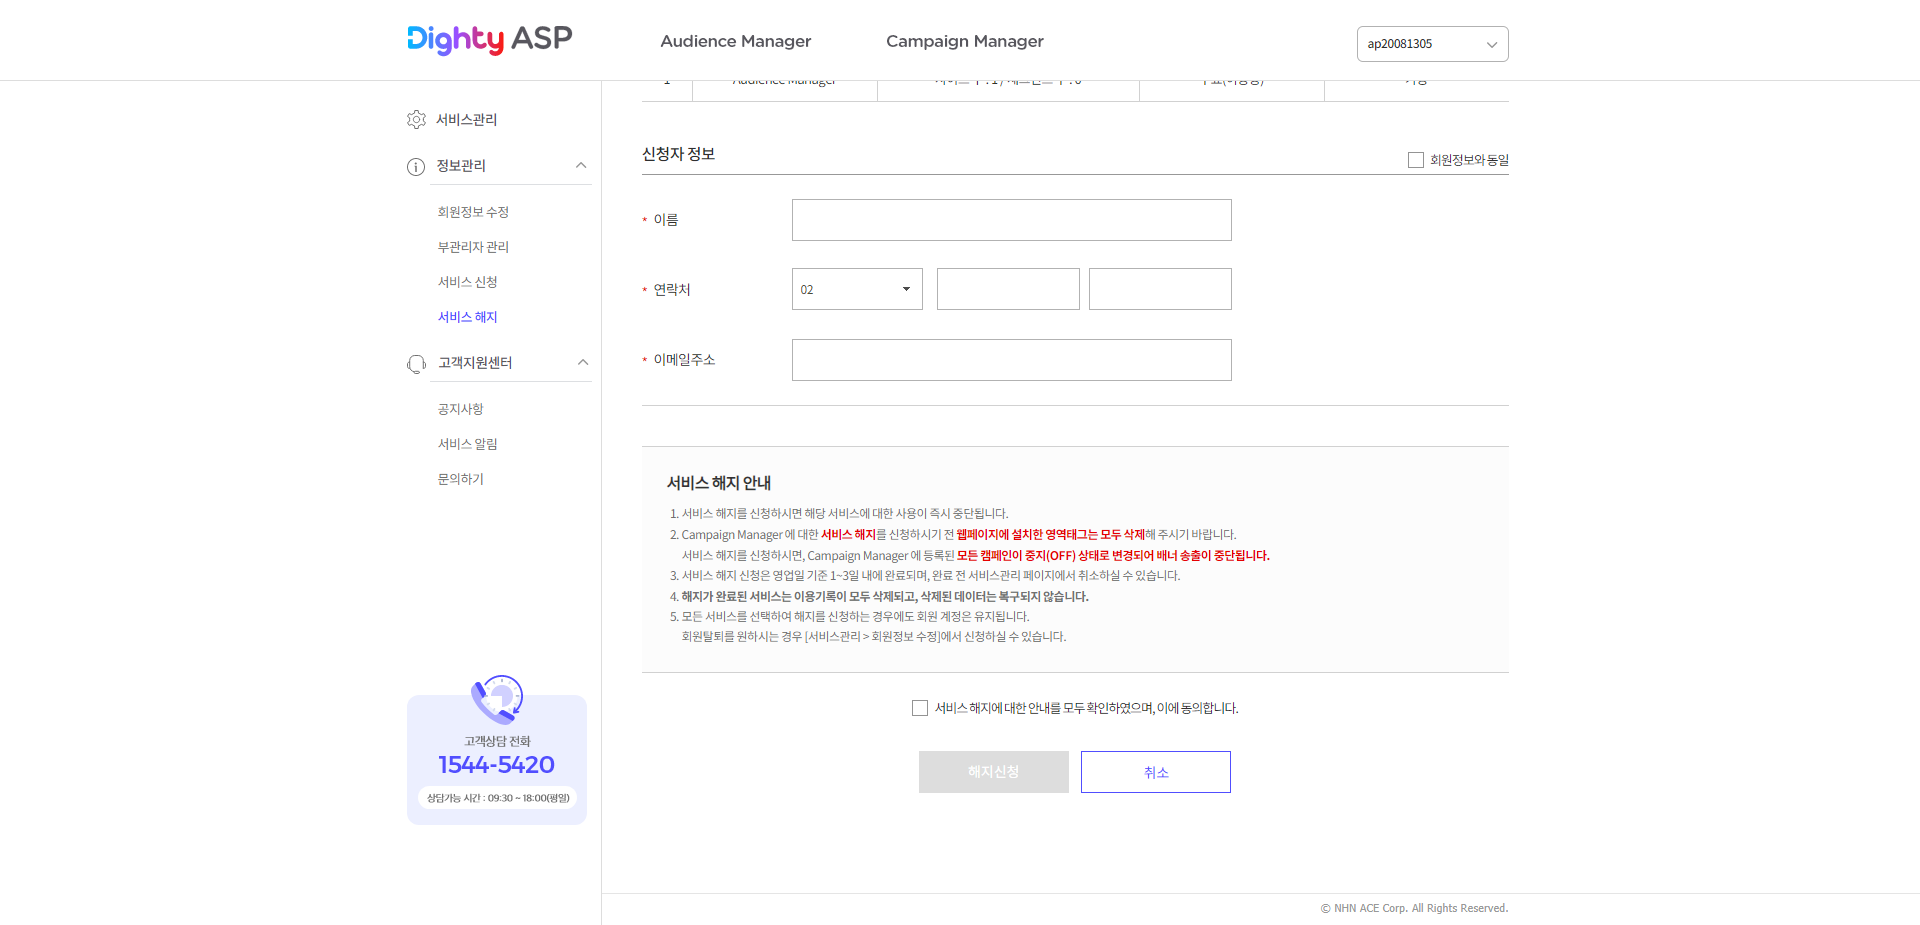 Dighty ASP
Audience Manager
Campaign Manager
ap20081305
1 Audience Manager
서비스관리
정보관리
회원정보 수정
부관리자 관리
서비스 신청
서비스 해지
고객지원센터
공지사항
서비스 알림
문의하기
고객상담 전화
1544-5420
상담가능 시간 : 09:30 ~ 18:00(평일)
신청자 정보
회원정보와 동일
* 이름
* 연락처
02
* 이메일주소
서비스 해지 안내
1. 서비스 해지를 신청하시면 해당 서비스에 대한 사용이 즉시 중단됩니다.
2. Campaign Manager 에 대한 서비스 해지를 신청하시기 전 웹페이지에 설치한 영역태그는 모두 삭제해 주시기 바랍니다.
서비스 해지를 신청하시면, Campaign Manager 에 등록된 모든 캠페인이 중지(OFF) 상태로 변경되어 배너 송출이 중단됩니다.
3. 서비스 해지 신청은 영업일 기준 1~3일 내에 완료되며, 완료 전 서비스관리 페이지에서 취소하실 수 있습니다.
4. 해지가 완료된 서비스는 이용기록이 모두 삭제되고, 삭제된 데이터는 복구되지 않습니다.
5. 모든 서비스를 선택하여 해지를 신청하는 경우에도 회원 계정은 유지됩니다.
회원탈퇴를 원하시는 경우 [서비스관리 > 회원정보 수정]에서 신청하실 수 있습니다.
서비스 해지에 대한 안내를 모두 확인하였으며, 이에 동의합니다.
해지신청
취소
© NHN ACE Corp. All Rights Reserved.